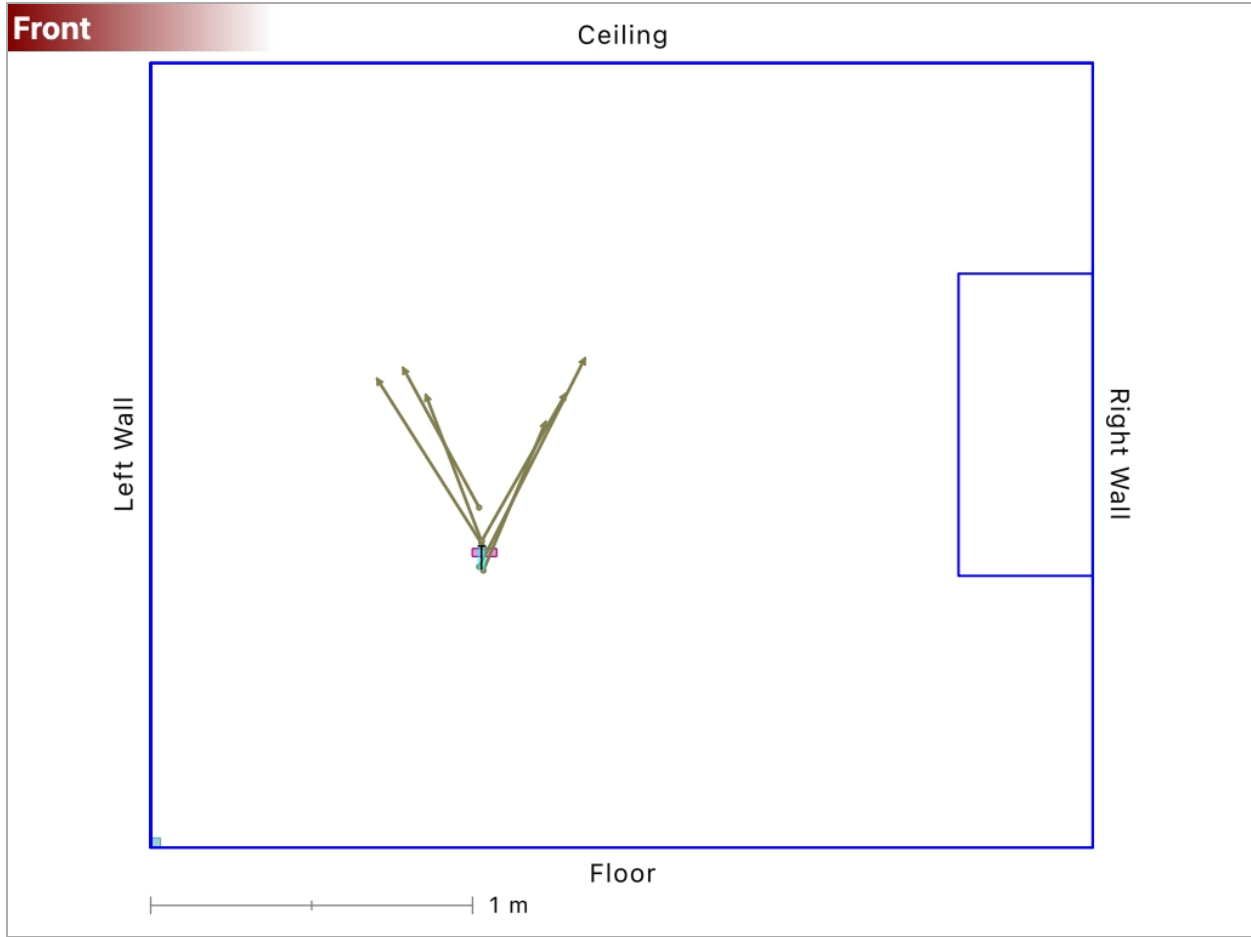 Front
Ceiling
Left Wall
Right Wall
Floor
1 m